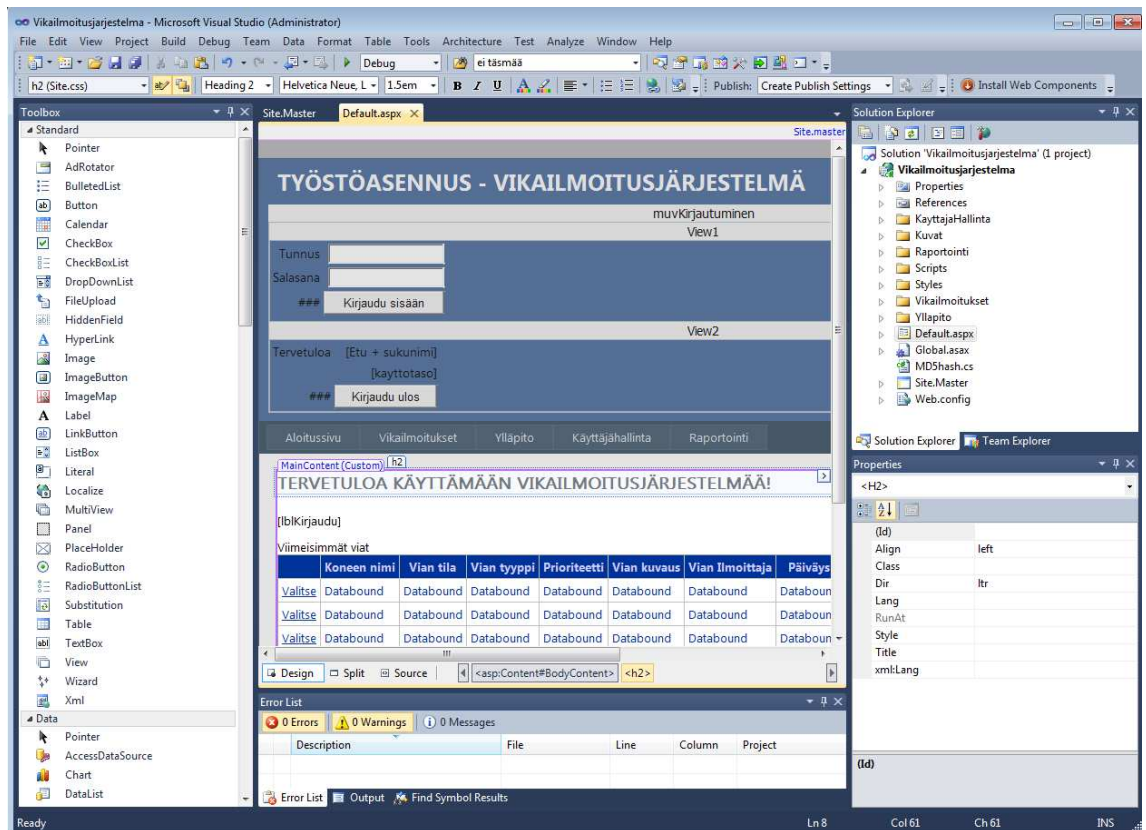 Vikailmoitusjarjestelma - Microsoft Visual Studio (Administrator)
File Edit View Project Build Debug Team Data Format Table Tools Architecture Test Analyze Window Help
Debug ei täsmää
h2 (Site.css) Heading 2 Helvetica Neue, L 1.5em B I U A Publish: Create Publish Settings Install Web Components
Toolbox
Standard
Pointer
AdRotator
BulletedList
Button
Calendar
CheckBox
CheckBoxList
DropDownList
FileUpload
HiddenField
HyperLink
Image
ImageButton
ImageMap
Label
LinkButton
ListBox
Literal
Localize
MultiView
Panel
PlaceHolder
RadioButton
RadioButtonList
Substitution
Table
TextBox
View
Wizard
Xml
Data
Pointer
AccessDataSource
Chart
DataList
Site.Master Default.aspx
Site.master
TYÖSTÖASENNUS - VIKAILMOITUSJÄRJESTELMÄ
muvKirjautuminen
View1
Tunnus
Salasana
### Kirjaudu sisään
View2
Tervetuloa [Etu + sukunimi]
[kayttotaso]
### Kirjaudu ulos
Aloitussivu Vikailmoitukset Ylläpito Käyttäjähallinta Raportointi
MainContent (Custom) h2
TERVETULOA KÄYTTÄMÄÄN VIKAILMOITUSJÄRJESTELMÄÄ!
[lblKirjaudu]
Viimeisimmät viat
Koneen nimi Vian tila Vian tyyppi Prioriteetti Vian kuvaus Vian Ilmoittaja Päiväys
Valitse Databound Databound Databound Databound Databound Databound Databoun
Valitse Databound Databound Databound Databound Databound Databound Databoun
Valitse Databound Databound Databound Databound Databound Databound Databoun
Design Split Source <asp:Content#BodyContent> <h2>
Error List
0 Errors 0 Warnings 0 Messages
Description File Line Column Project
Error List Output Find Symbol Results
Solution Explorer
Solution 'Vikailmoitusjarjestelma' (1 project)
Vikailmoitusjarjestelma
Properties
References
KayttajaHallinta
Kuvat
Raportointi
Scripts
Styles
Vikailmoitukset
Yllapito
Default.aspx
Global.asax
MD5hash.cs
Site.Master
Web.config
Solution Explorer Team Explorer
Properties
<H2>
(Id)
Align left
Class
Dir ltr
Lang
RunAt
Style
Title
xml:Lang
(Id)
Ready Ln 8 Col 61 Ch 61 INS